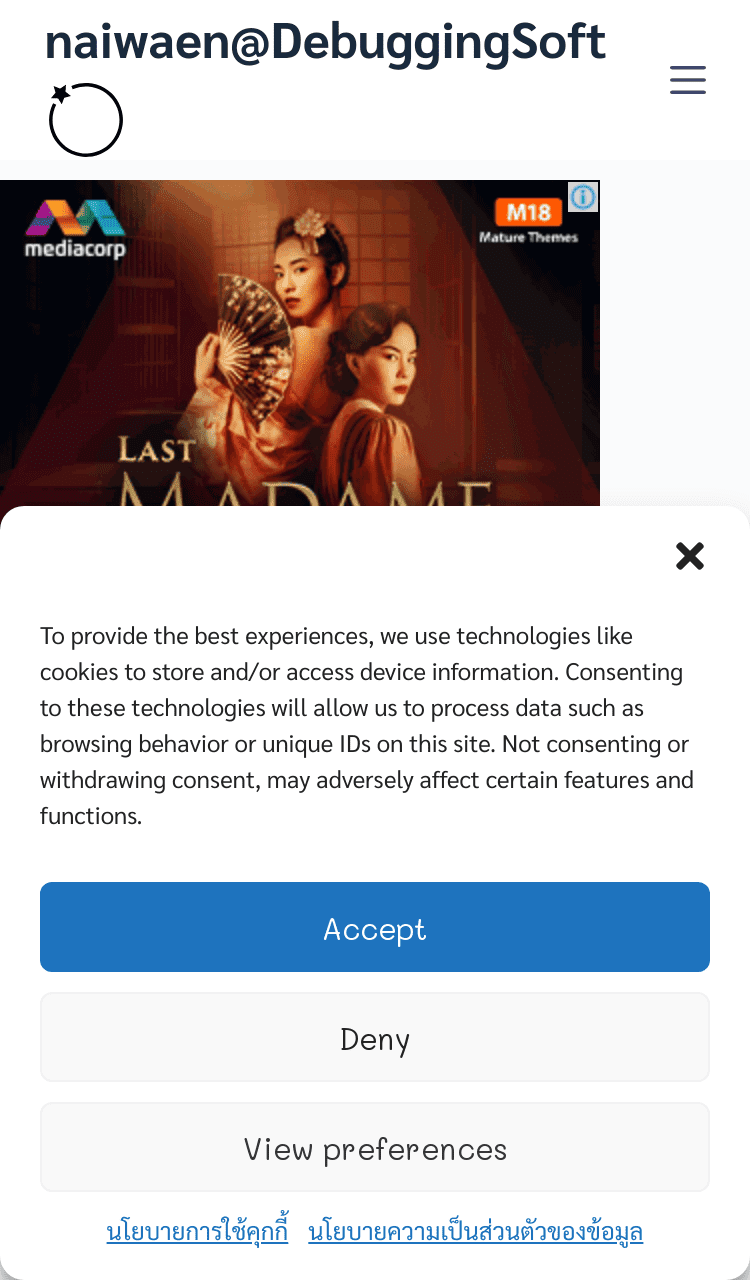 naiwaen@DebuggingSoft
mediacorp
M18
Mature Themes
LAST
MADAME
To provide the best experiences, we use technologies like
cookies to store and/or access device information. Consenting
to these technologies will allow us to process data such as
browsing behavior or unique IDs on this site. Not consenting or
withdrawing consent, may adversely affect certain features and
functions.
Accept
Deny
View preferences
นโยบายการใช้คุกกี้ นโยบายความเป็นส่วนตัวของข้อมูล